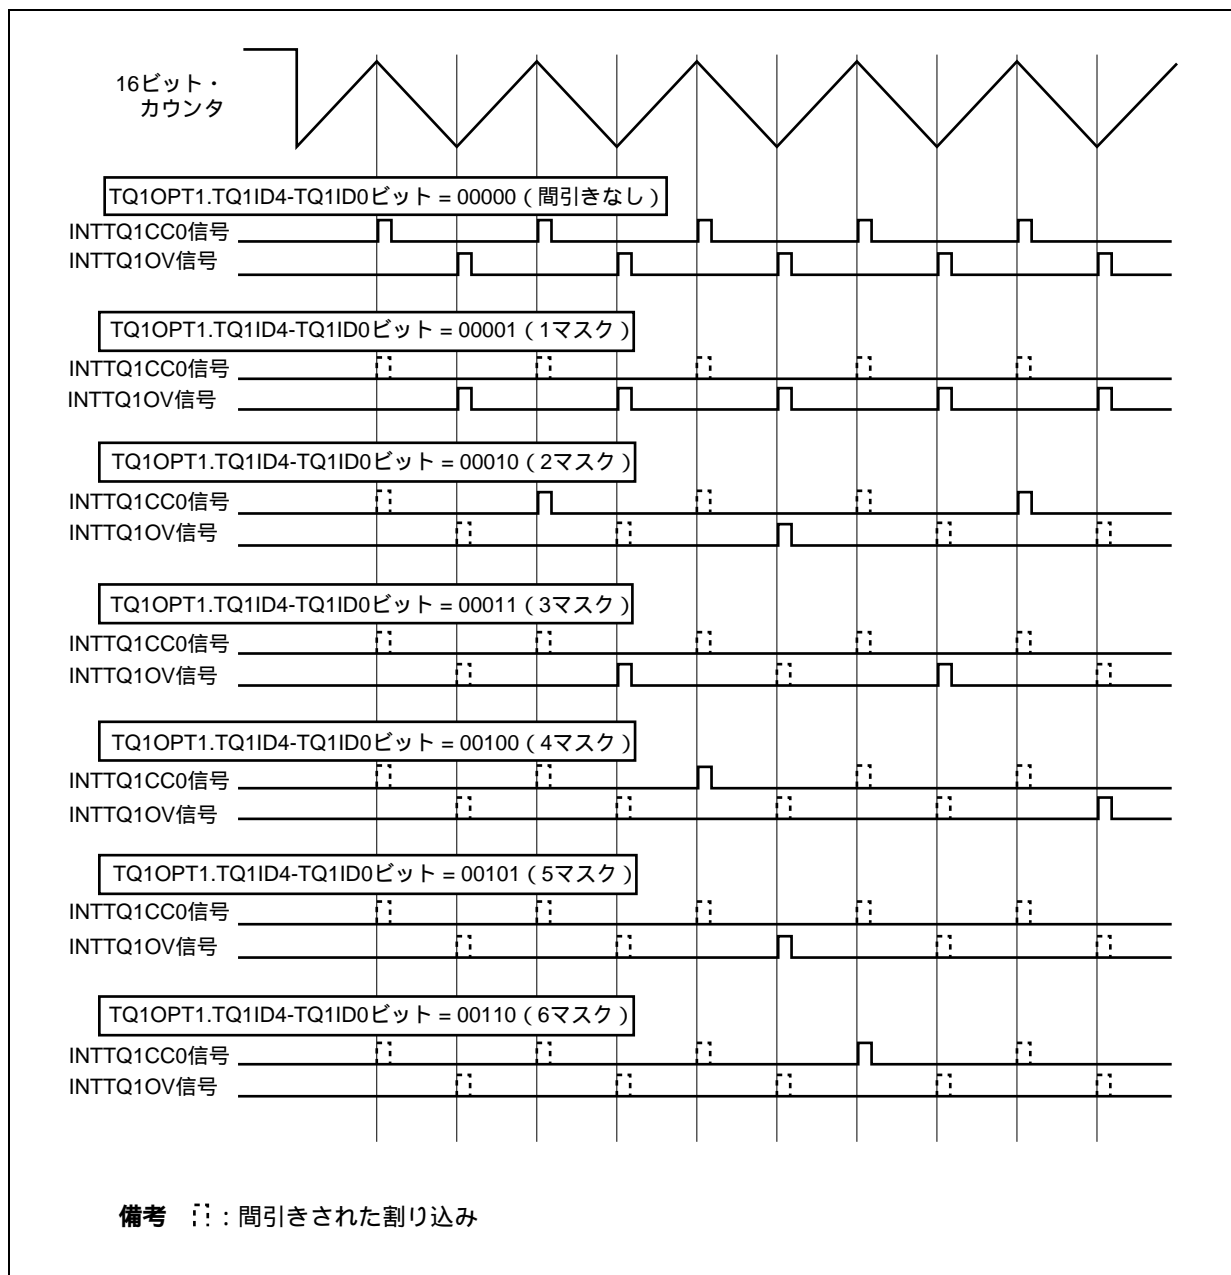 16ビット・
カウンタ
TQ1OPT1.TQ1ID4-TQ1ID0ビット = 00000（間引きなし）
INTTQ1CC0信号
INTTQ1OV信号
TQ1OPT1.TQ1ID4-TQ1ID0ビット = 00001（1マスク）
INTTQ1CC0信号
INTTQ1OV信号
TQ1OPT1.TQ1ID4-TQ1ID0ビット = 00010（2マスク）
INTTQ1CC0信号
INTTQ1OV信号
TQ1OPT1.TQ1ID4-TQ1ID0ビット = 00011（3マスク）
INTTQ1CC0信号
INTTQ1OV信号
TQ1OPT1.TQ1ID4-TQ1ID0ビット = 00100（4マスク）
INTTQ1CC0信号
INTTQ1OV信号
TQ1OPT1.TQ1ID4-TQ1ID0ビット = 00101（5マスク）
INTTQ1CC0信号
INTTQ1OV信号
TQ1OPT1.TQ1ID4-TQ1ID0ビット = 00110（6マスク）
INTTQ1CC0信号
INTTQ1OV信号
備考 ：間引きされた割り込み